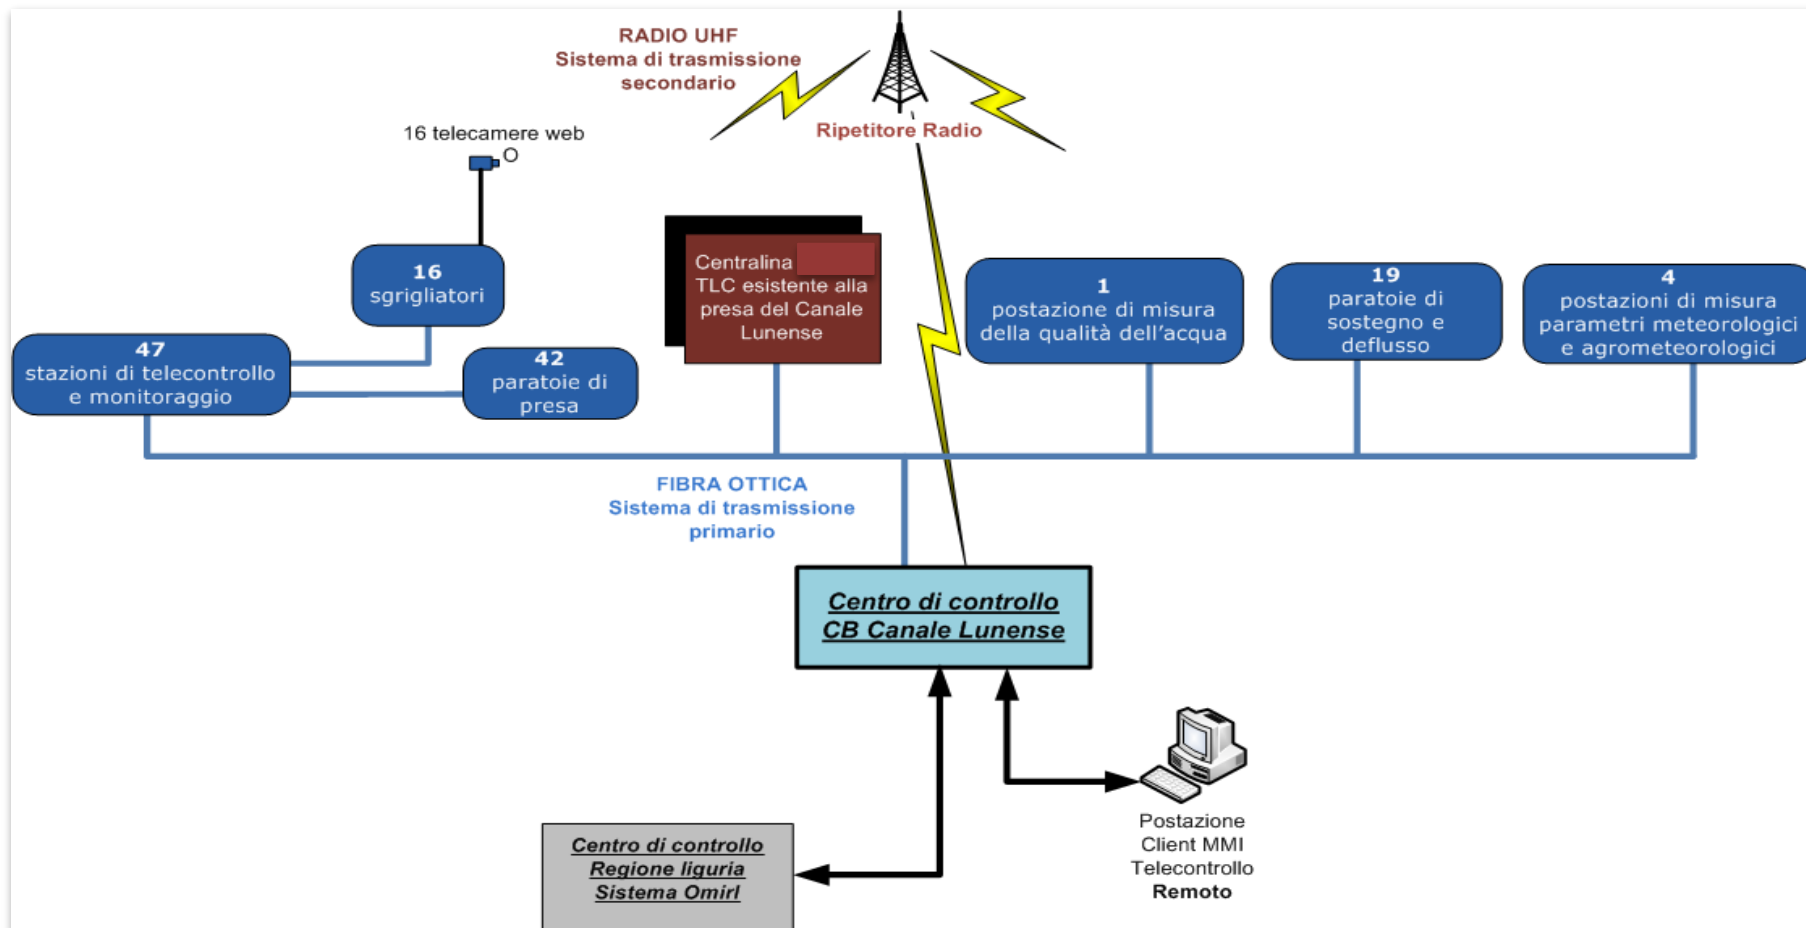 RADIO UHF
Sistema di trasmissione
secondario
Ripetitore Radio
16 telecamere web
O
16
sgrigliatori
47
stazioni di telecontrollo
e monitoraggio
42
paratoie di
presa
Centralina
TLC esistente alla
presa del Canale
Lunense
1
postazione di misura
della qualità dell'acqua
19
paratoie di
sostegno e
deflusso
4
postazioni di misura
parametri meteorologici
e agrometeorologici
FIBRA OTTICA
Sistema di trasmissione
primario
Centro di controllo
CB Canale Lunense
Postazione
Client MMI
Telecontrollo
Remoto
Centro di controllo
Regione liguria
Sistema Omirl